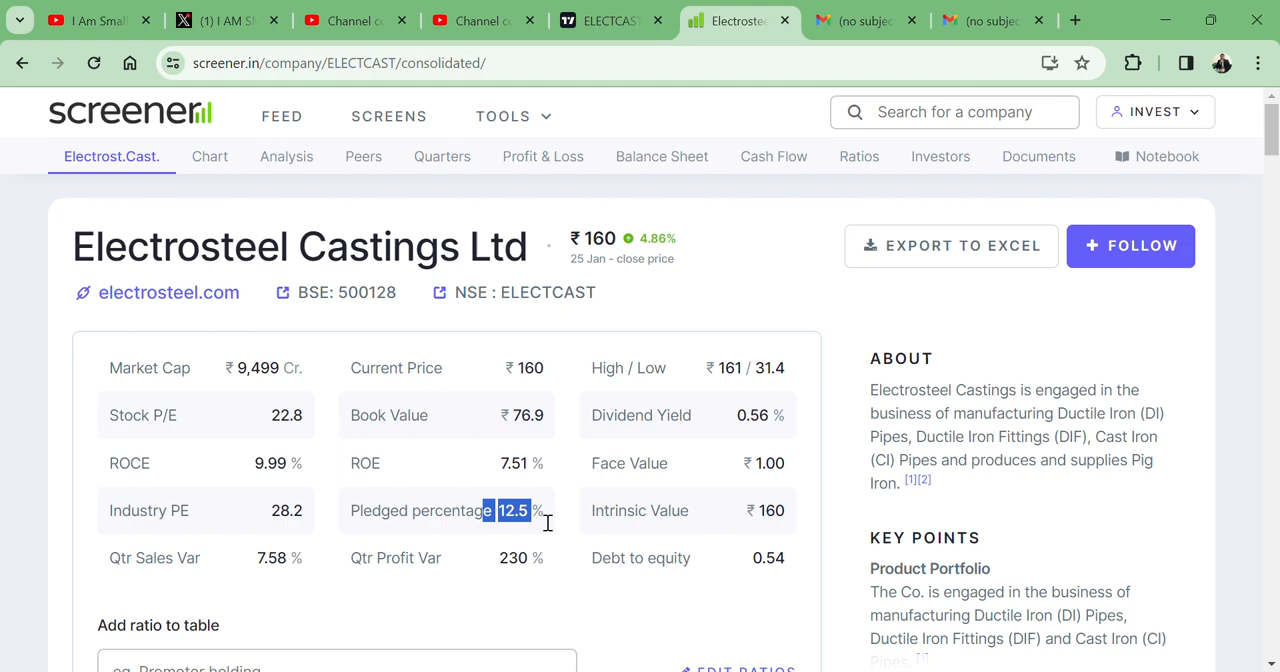 I Am Small
(1) I AM S
Channel c
Channel c
ELECTCAS
Electroste
(no subjec
(no subjec
screener.in/company/ELECTCAST/consolidated/
screener
FEED
SCREENS
TOOLS
Search for a company
INVEST
Electrost.Cast.
Chart
Analysis
Peers
Quarters
Profit & Loss
Balance Sheet
Cash Flow
Ratios
Investors
Documents
Notebook
Electrosteel Castings Ltd
₹ 160 4.86%
25 Jan - close price
EXPORT TO EXCEL
+ FOLLOW
electrosteel.com
BSE: 500128
NSE : ELECTCAST
Market Cap ₹ 9,499 Cr.
Current Price ₹ 160
High / Low ₹ 161 / 31.4
Stock P/E 22.8
Book Value ₹ 76.9
Dividend Yield 0.56 %
ROCE 9.99 %
ROE 7.51 %
Face Value ₹ 1.00
Industry PE 28.2
Pledged percentage 12.5 %
Intrinsic Value ₹ 160
Qtr Sales Var 7.58 %
Qtr Profit Var 230 %
Debt to equity 0.54
Add ratio to table
eg. Promoter holding
EDIT RATIOS
ABOUT
Electrosteel Castings is engaged in the
business of manufacturing Ductile Iron (DI)
Pipes, Ductile Iron Fittings (DIF), Cast Iron
(CI) Pipes and produces and supplies Pig
Iron. [1][2]
KEY POINTS
Product Portfolio
The Co. is engaged in the business of
manufacturing Ductile Iron (DI) Pipes,
Ductile Iron Fittings (DIF) and Cast Iron (CI)
Pipes. [1]